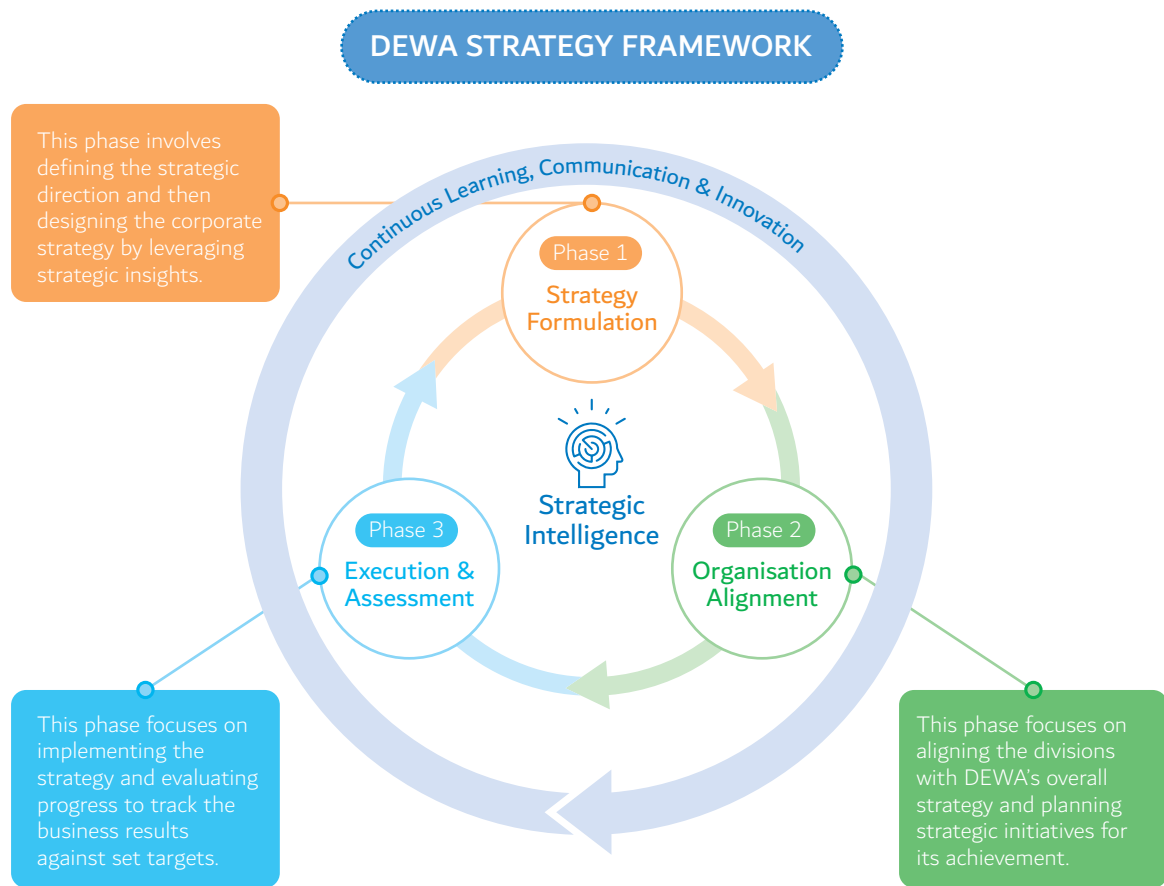 DEWA STRATEGY FRAMEWORK
This phase involves
defining the strategic
direction and then
designing the corporate
strategy by leveraging
strategic insights.
Continuous Learning, Communication & Innovation
Phase 1
Strategy
Formulation
Strategic
Intelligence
Phase 3
Execution &
Assessment
Phase 2
Organisation
Alignment
This phase focuses on
implementing the
strategy and evaluating
progress to track the
business results
against set targets.
This phase focuses on
aligning the divisions
with DEWA’s overall
strategy and planning
strategic initiatives for
its achievement.